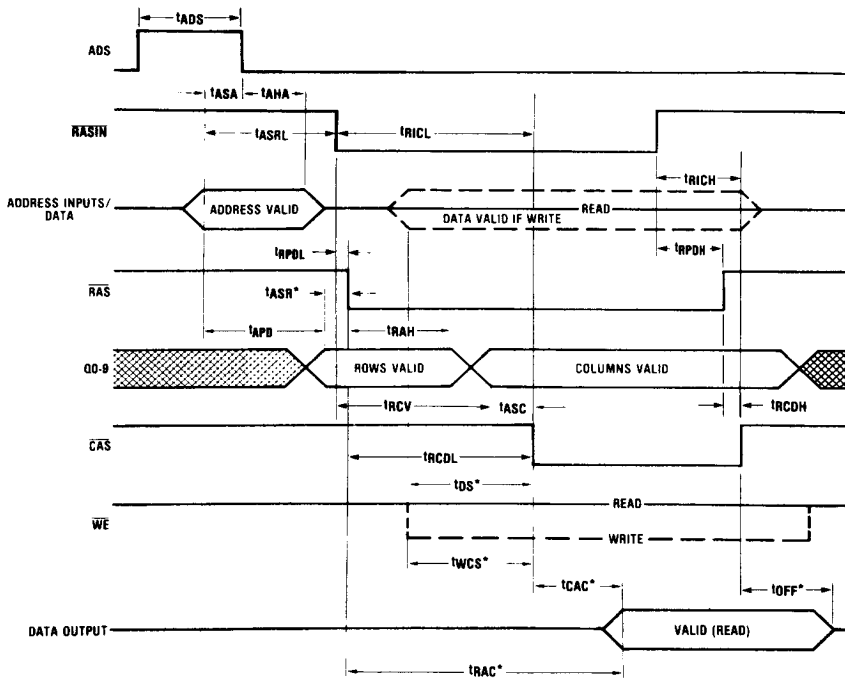 tADS
ADS
tASA tAHA
RASIN
tASRL tRICL
tRICH
ADDRESS INPUTS/
DATA
ADDRESS VALID
READ
DATA VALID IF WRITE
tRPDL tRPDH
RAS
tASR*
tAPD tRAH
Q0-9
ROWS VALID COLUMNS VALID
tRCV tASC tRCDH
CAS
tRCDL
tDS*
WE
READ
WRITE
tWCS*
tCAC* tOFF*
DATA OUTPUT
VALID (READ)
tRAC*